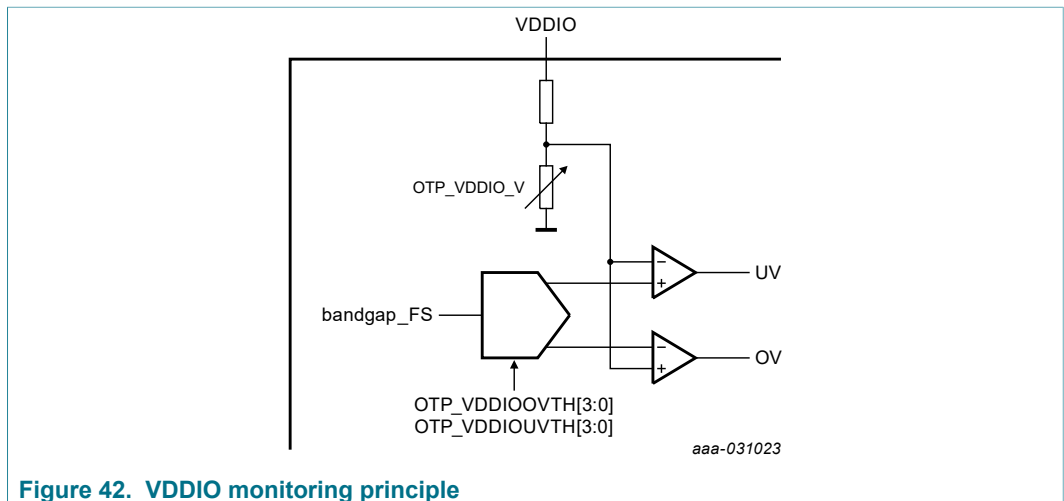 VDDIO
OTP_VDDIO_V
−
+
UV
bandgap_FS
−
+
OV
OTP_VDDIOOVTH[3:0]
OTP_VDDIOUVTH[3:0]
aaa-031023
Figure 42. VDDIO monitoring principle